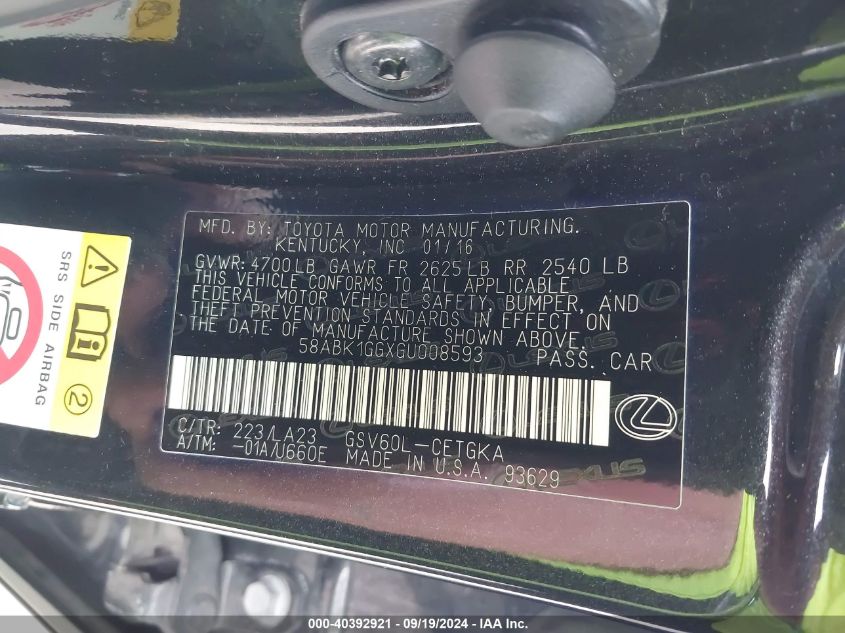 MFD. BY: TOYOTA MOTOR MANUFACTURING.
KENTUCKY, INC 01/16
GVWR: 4700LB GAWR FR 2625LB RR 2540 LB
THIS VEHICLE CONFORMS TO ALL APPLICABLE
FEDERAL MOTOR VEHICLE SAFETY, BUMPER, AND
THEFT PREVENTION STANDARDS IN EFFECT ON
THE DATE OF MANUFACTURE SHOWN ABOVE.
58ABK1GGXGU008593 PASS. CAR
C/TR: 223/LA23 GSV60L-CETGKA
A/TM: -01A/U660E MADE IN U.S.A. 93629
SRS SIDE AIRBAG
2
000-40392921 - 09/19/2024 - IAA Inc.